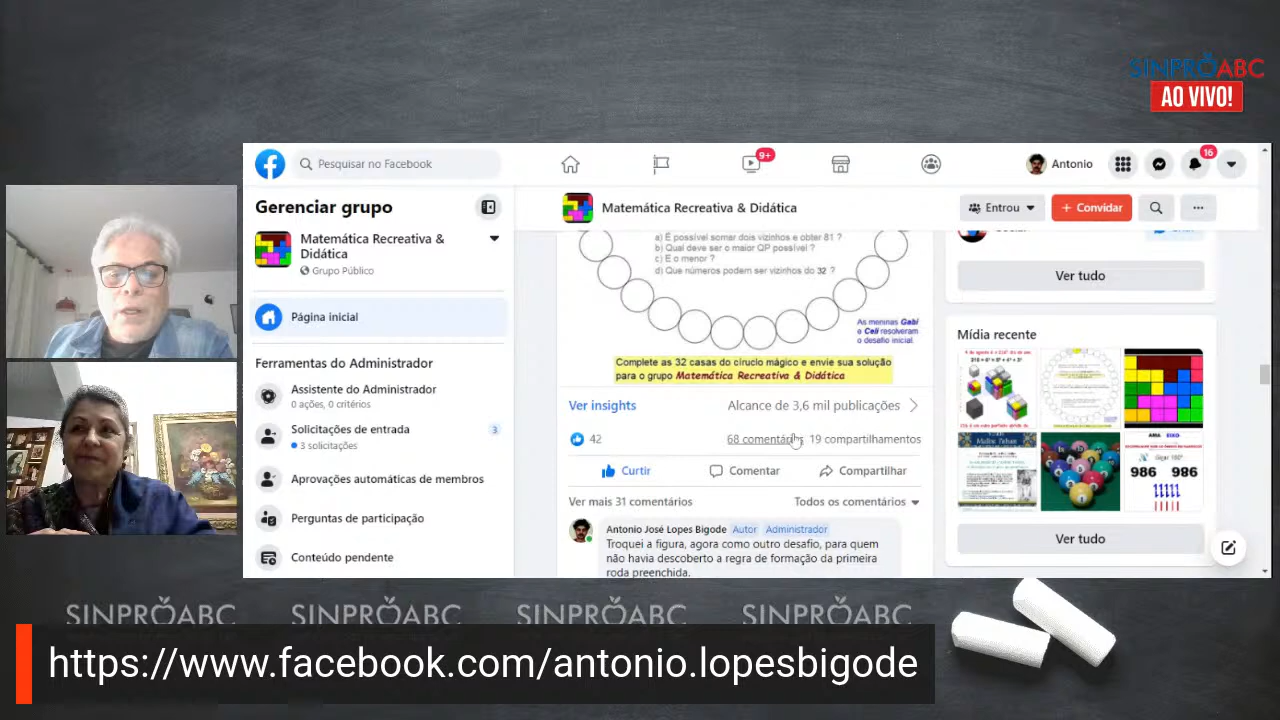 SINPROABC
AO VIVO!
Pesquisar no Facebook
9+
Antonio
16
Gerenciar grupo
Matemática Recreativa &
Didática
Grupo Público
Página inicial
Ferramentas do Administrador
Assistente do Administrador
0 ações, 0 critérios
Solicitações de entrada
3
3 solicitações
Aprovações automáticas de membros
Perguntas de participação
Conteúdo pendente
Matemática Recreativa & Didática
Entrou
+ Convidar
a) É possível somar dois vizinhos e obter 81 ?
b) Qual deve ser o maior QP possível ?
c) E o menor ?
d) Que números podem ser vizinhos do 32 ?
As meninas Gabi
e Celi resolveram
o desafio inicial.
Complete as 32 casas do círuclo mágico e envie sua solução
para o grupo Matemática Recreativa & Didática
Ver insights
Alcance de 3,6 mil publicações
42
68 comentários
19 compartilhamentos
Curtir
Comentar
Compartilhar
Ver mais 31 comentários
Todos os comentários
Antonio José Lopes Bigode Autor Administrador
Troquei a figura, agora como outro desafio, para quem
não havia descoberto a regra de formação da primeira
roda preenchida.
Ver tudo
Mídia recente
986 986
Ver tudo
SINPROABC SINPROABC SINPROABC SINPROABC
https://www.facebook.com/antonio.lopesbigode